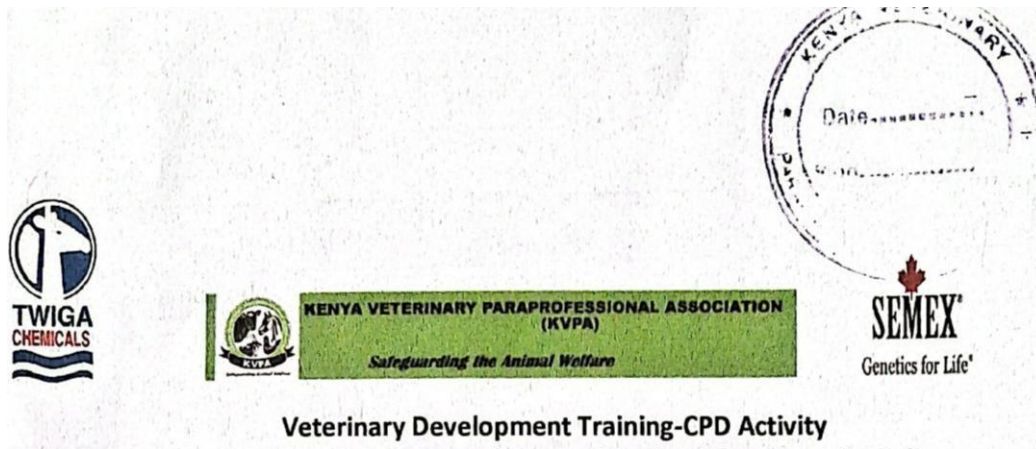 KENYA VETERINARY
Date
TWIGA
CHEMICALS
KENYA VETERINARY PARAPROFESSIONAL ASSOCIATION
(KVPA)
Safeguarding the Animal Welfare
KVPA
SEMEX®
Genetics for Life®
Veterinary Development Training-CPD Activity